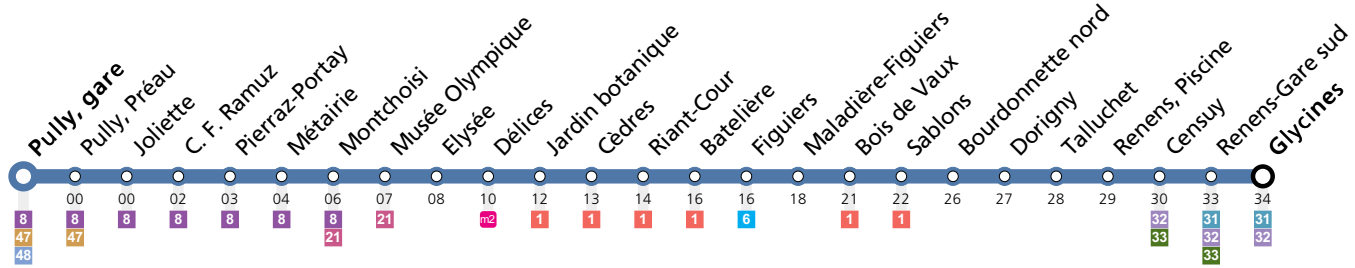 Pully, gare
Pully, Préau
Joliette
C. F. Ramuz
Pierraz-Portay
Métairie
Montchoisi
Musée Olympique
Elysée
Délices
Jardin botanique
Cèdres
Riant-Cour
Batelière
Figuiers
Maladière-Figuiers
Bois de Vaux
Sablons
Bourdonnette nord
Dorigny
Talluchet
Renens, Piscine
Censuy
Renens-Gare sud
Glycines
00 00 02 03 04 06 07 08 10 12 13 14 16 16 18 21 22 26 27 28 29 30 33 34
8 8 8 8 8 8 8 21 m2 1 1 1 1 6 1 1 32 31 31
47 47 21 33 32 32
48 33